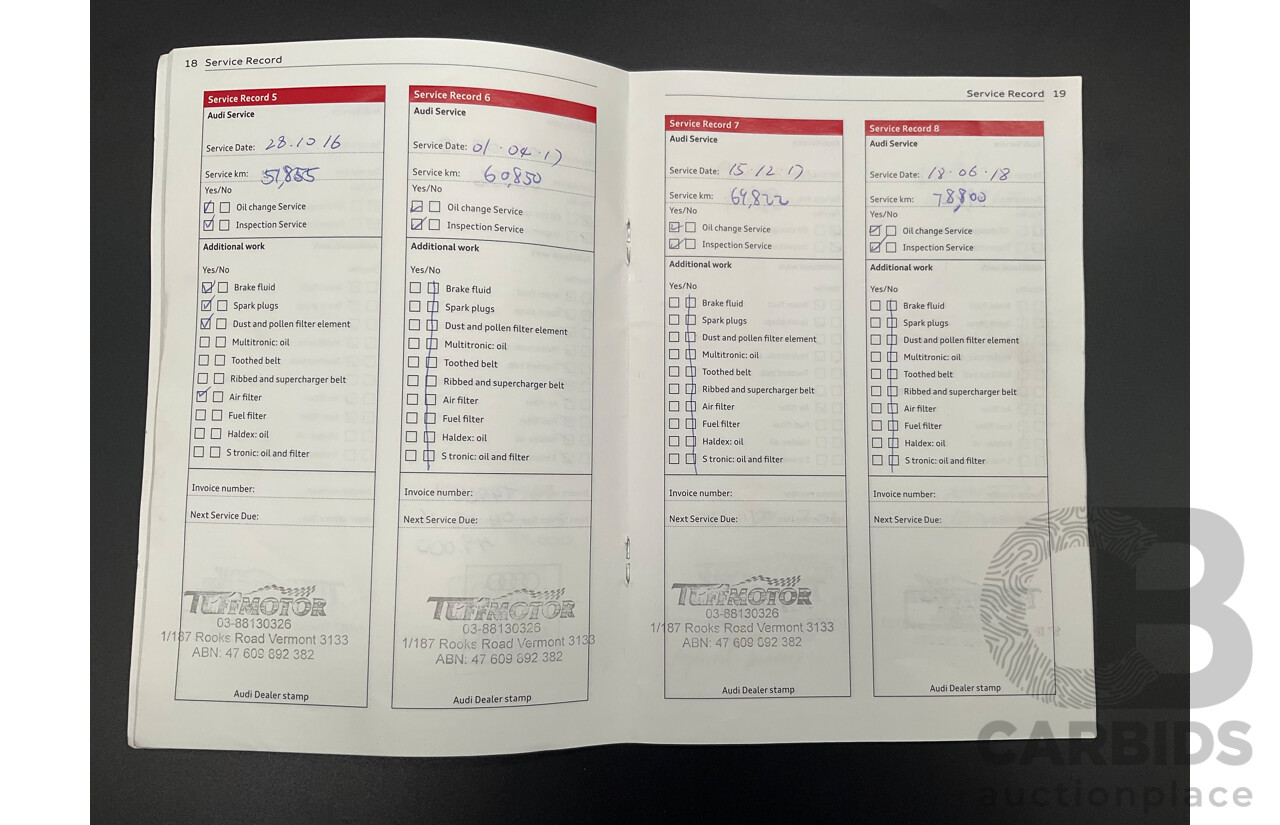 18 Service Record
Service Record 5
Audi Service
Service Date: 28.10 16
Service km: 57,855
Yes/No
Oil change Service
Inspection Service
Additional work
Yes/No
Brake fluid
Spark plugs
Dust and pollen filter element
Multitronic: oil
Toothed belt
Ribbed and supercharger belt
Air filter
Fuel filter
Haldex: oil
S tronic: oil and filter
Invoice number:
Next Service Due:
TUFFMOTOR
03-88130326
1/187 Rooks Road Vermont 3133
ABN: 47 609 892 382
Audi Dealer stamp
Service Record 6
Audi Service
Service Date: 01.04.17
Service km: 60,850
Yes/No
Oil change Service
Inspection Service
Additional work
Yes/No
Brake fluid
Spark plugs
Dust and pollen filter element
Multitronic: oil
Toothed belt
Ribbed and supercharger belt
Air filter
Fuel filter
Haldex: oil
S tronic: oil and filter
Invoice number:
Next Service Due:
TUFFMOTOR
03-88130326
1/187 Rooks Road Vermont 3133
ABN: 47 609 892 382
Audi Dealer stamp
Service Record 19
Service Record 7
Audi Service
Service Date: 15.12 17
Service km: 69,822
Yes/No
Oil change Service
Inspection Service
Additional work
Yes/No
Brake fluid
Spark plugs
Dust and pollen filter element
Multitronic: oil
Toothed belt
Ribbed and supercharger belt
Air filter
Fuel filter
Haldex: oil
S tronic: oil and filter
Invoice number:
Next Service Due:
TUFFMOTOR
03-88130326
1/187 Rooks Road Vermont 3133
ABN: 47 609 892 382
Audi Dealer stamp
Service Record 8
Audi Service
Service Date: 18.06.18
Service km: 78,800
Yes/No
Oil change Service
Inspection Service
Additional work
Yes/No
Brake fluid
Spark plugs
Dust and pollen filter element
Multitronic: oil
Toothed belt
Ribbed and supercharger belt
Air filter
Fuel filter
Haldex: oil
S tronic: oil and filter
Invoice number:
Next Service Due:
Audi Dealer stamp
CB
CARBIDS
auctionplace